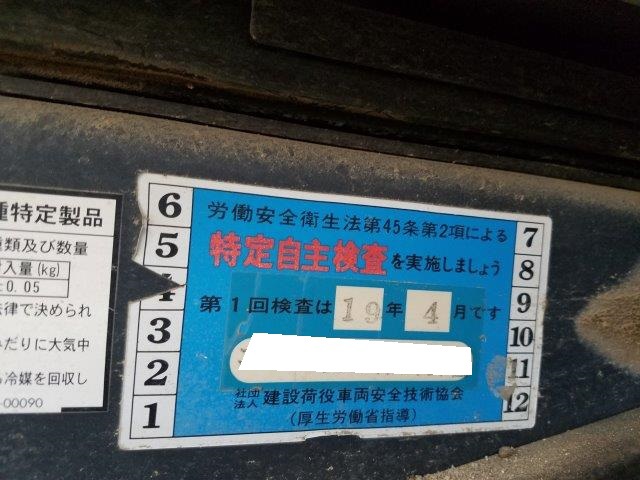 種特定製品
種類及び数量
入量(kg)
0.05
法律で決められ
だりに大気中
冷媒を回収し
-00090
6
5
4
3
2
1
労働安全衛生法第45条第2項による
特定自主検査を実施しましょう
第1回検査は19年4月です
社団法人 建設荷役車両安全技術協会
(厚生労働省指導)
7
8
9
10
11
12